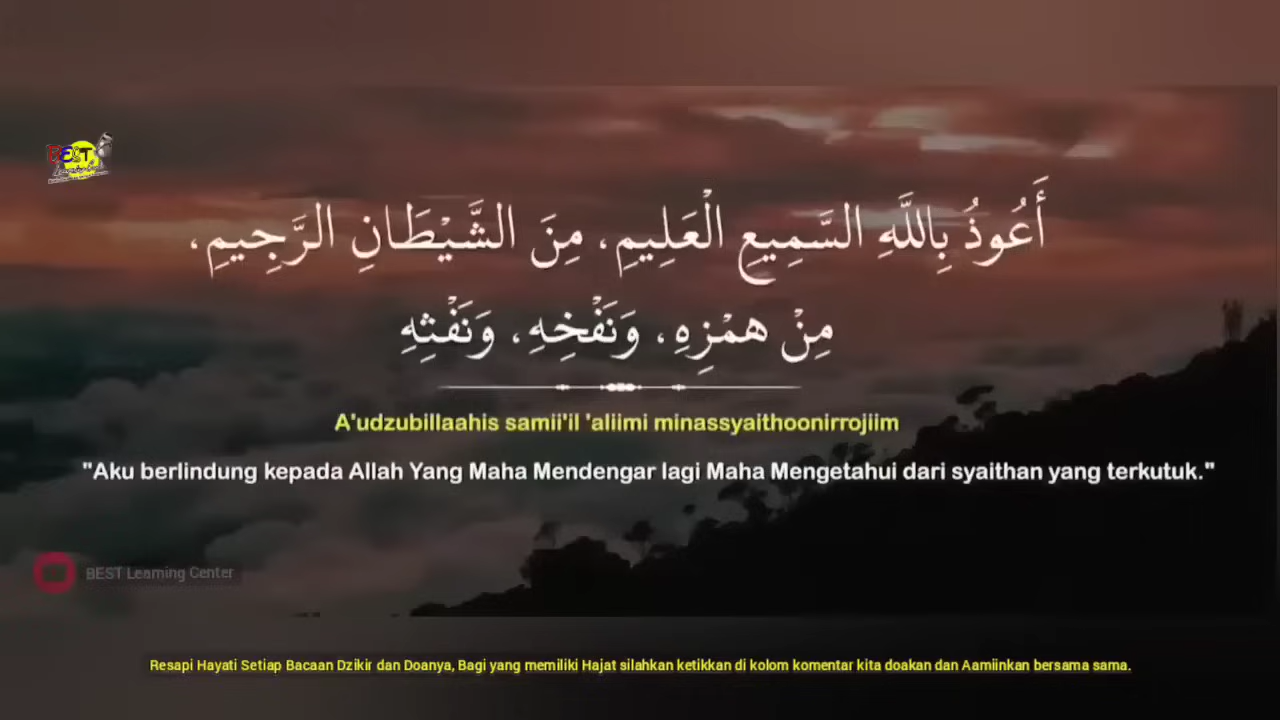 BEST
أَعُوذُ بِاللَّهِ السَّمِيعِ الْعَلِيمِ، مِنَ الشَّيْطَانِ الرَّجِيمِ،
مِنْ هَمْزِهِ، وَنَفْخِهِ، وَنَفْثِهِ
A'udzubillaahis samii'il 'aliimi minassyaithoonirrojiim
"Aku berlindung kepada Allah Yang Maha Mendengar lagi Maha Mengetahui dari syaithan yang terkutuk."
BEST Learning Center
Resapi Hayati Setiap Bacaan Dzikir dan Doanya, Bagi yang memiliki Hajat silahkan ketikkan di kolom komentar kita doakan dan Aamiinkan bersama sama.